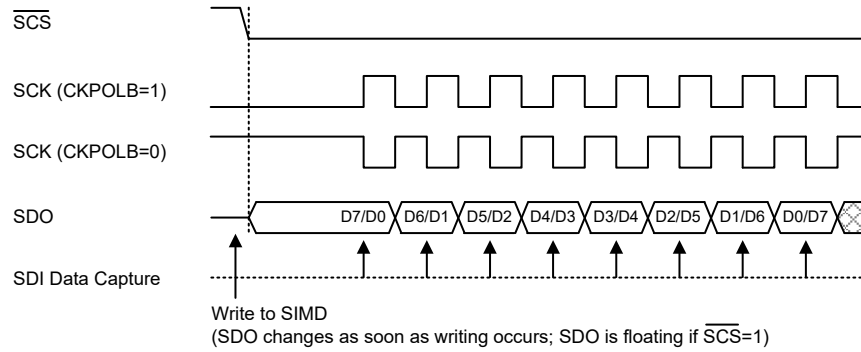 SCS
SCK (CKPOLB=1)
SCK (CKPOLB=0)
SDO D7/D0 D6/D1 D5/D2 D4/D3 D3/D4 D2/D5 D1/D6 D0/D7
SDI Data Capture
Write to SIMD
(SDO changes as soon as writing occurs; SDO is floating if SCS=1)